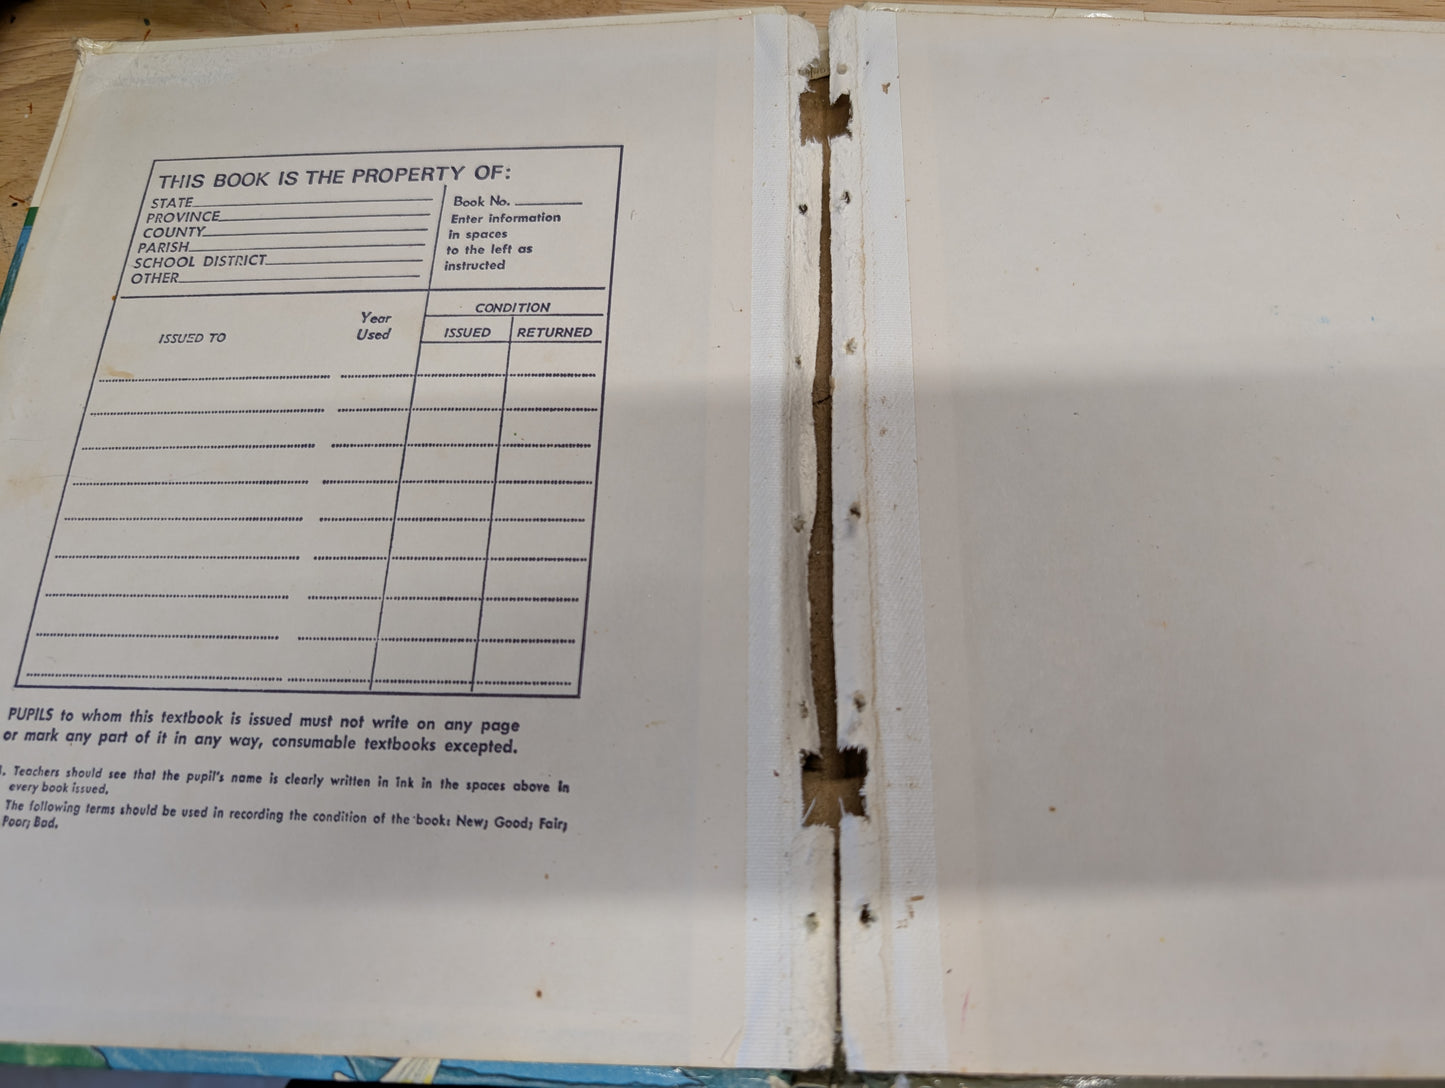 THIS BOOK IS THE PROPERTY OF:
STATE
PROVINCE
COUNTY
PARISH
SCHOOL DISTRICT
OTHER
Book No.
Enter information
in spaces
to the left as
instructed
ISSUED TO
Year
Used
CONDITION
ISSUED
RETURNED
PUPILS to whom this textbook is issued must not write on any page
or mark any part of it in any way, consumable textbooks excepted.
. Teachers should see that the pupil's name is clearly written in ink in the spaces above in
every book issued.
The following terms should be used in recording the condition of the book: New; Good; Fair;
Poor; Bad.